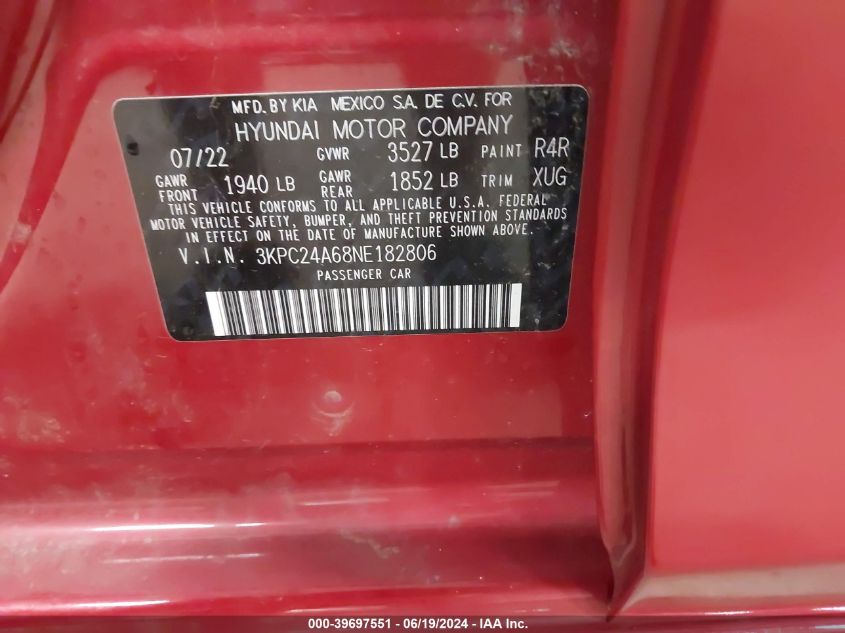 MFD. BY KIA MEXICO S.A. DE C.V. FOR
HYUNDAI MOTOR COMPANY
07/22 GVWR 3527 LB PAINT R4R
GAWR FRONT 1940 LB GAWR REAR 1852 LB TRIM XUG
THIS VEHICLE CONFORMS TO ALL APPLICABLE U.S.A. FEDERAL
MOTOR VEHICLE SAFETY, BUMPER, AND THEFT PREVENTION STANDARDS
IN EFFECT ON THE DATE OF MANUFACTURE SHOWN ABOVE.
V.I.N. 3KPC24A68NE182806
PASSENGER CAR
000-39697551 - 06/19/2024 - IAA Inc.